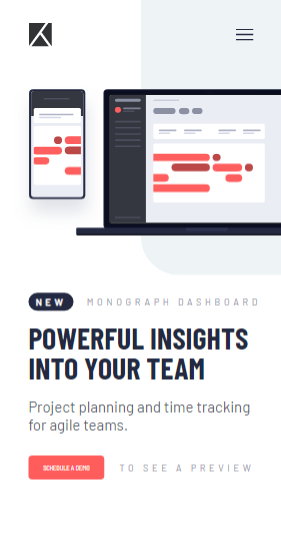 NEW MONOGRAPH DASHBOARD
POWERFUL INSIGHTS
INTO YOUR TEAM
Project planning and time tracking
for agile teams.
SCHEDULE A DEMO TO SEE A PREVIEW